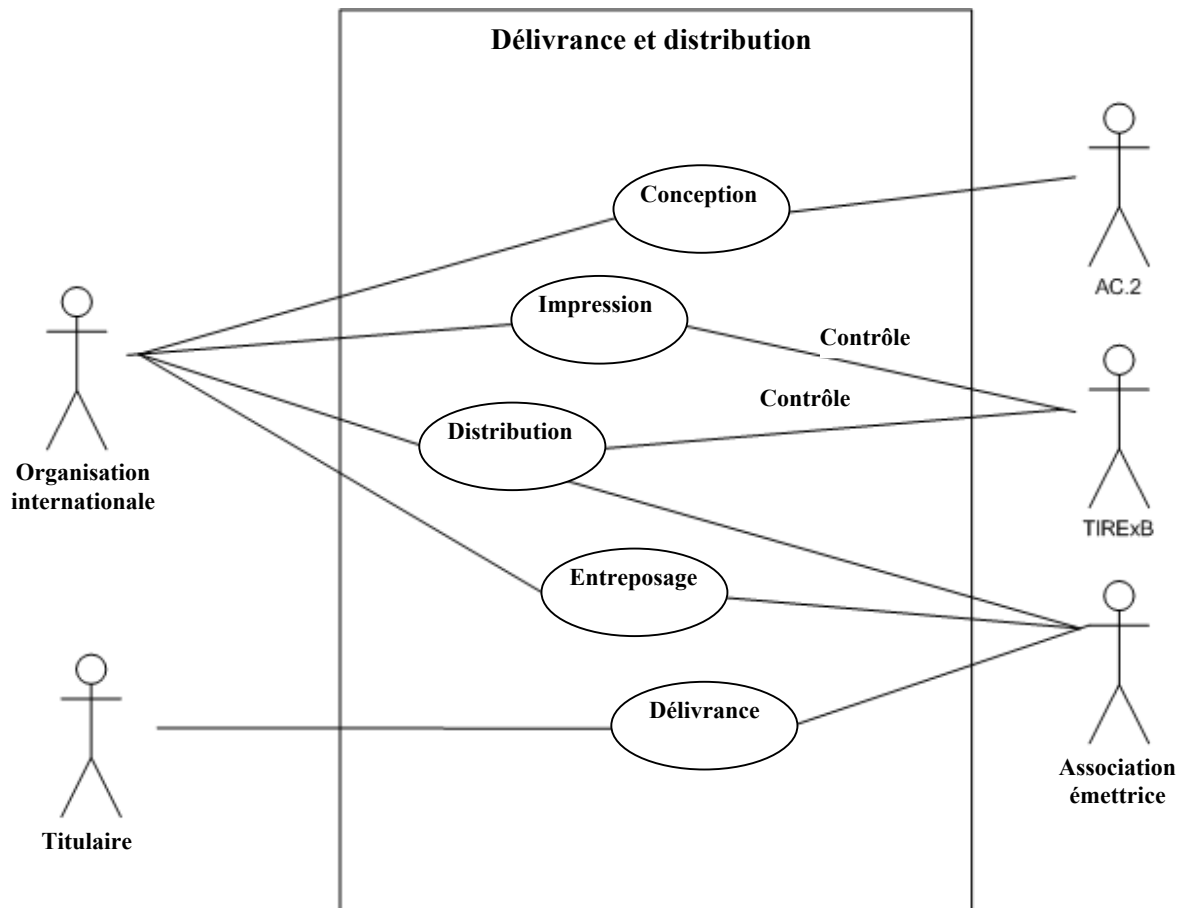 Délivrance et distribution
Conception
AC.2
Impression
Contrôle
Contrôle
Distribution
Organisation
internationale
TIRExB
Entreposage
Délivrance
Association
émettrice
Titulaire